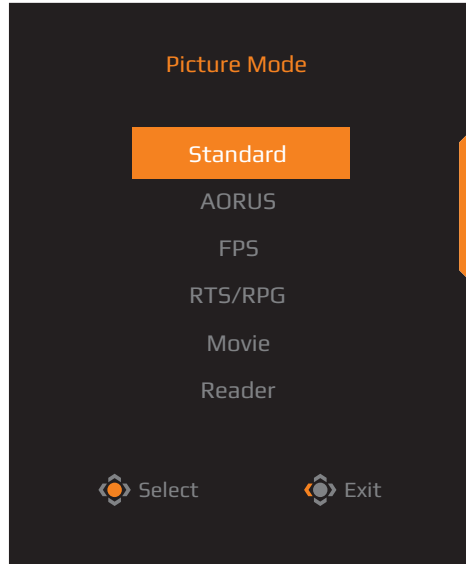 Picture Mode
Standard
AORUS
FPS
RTS/RPG
Movie
Reader
Select Exit